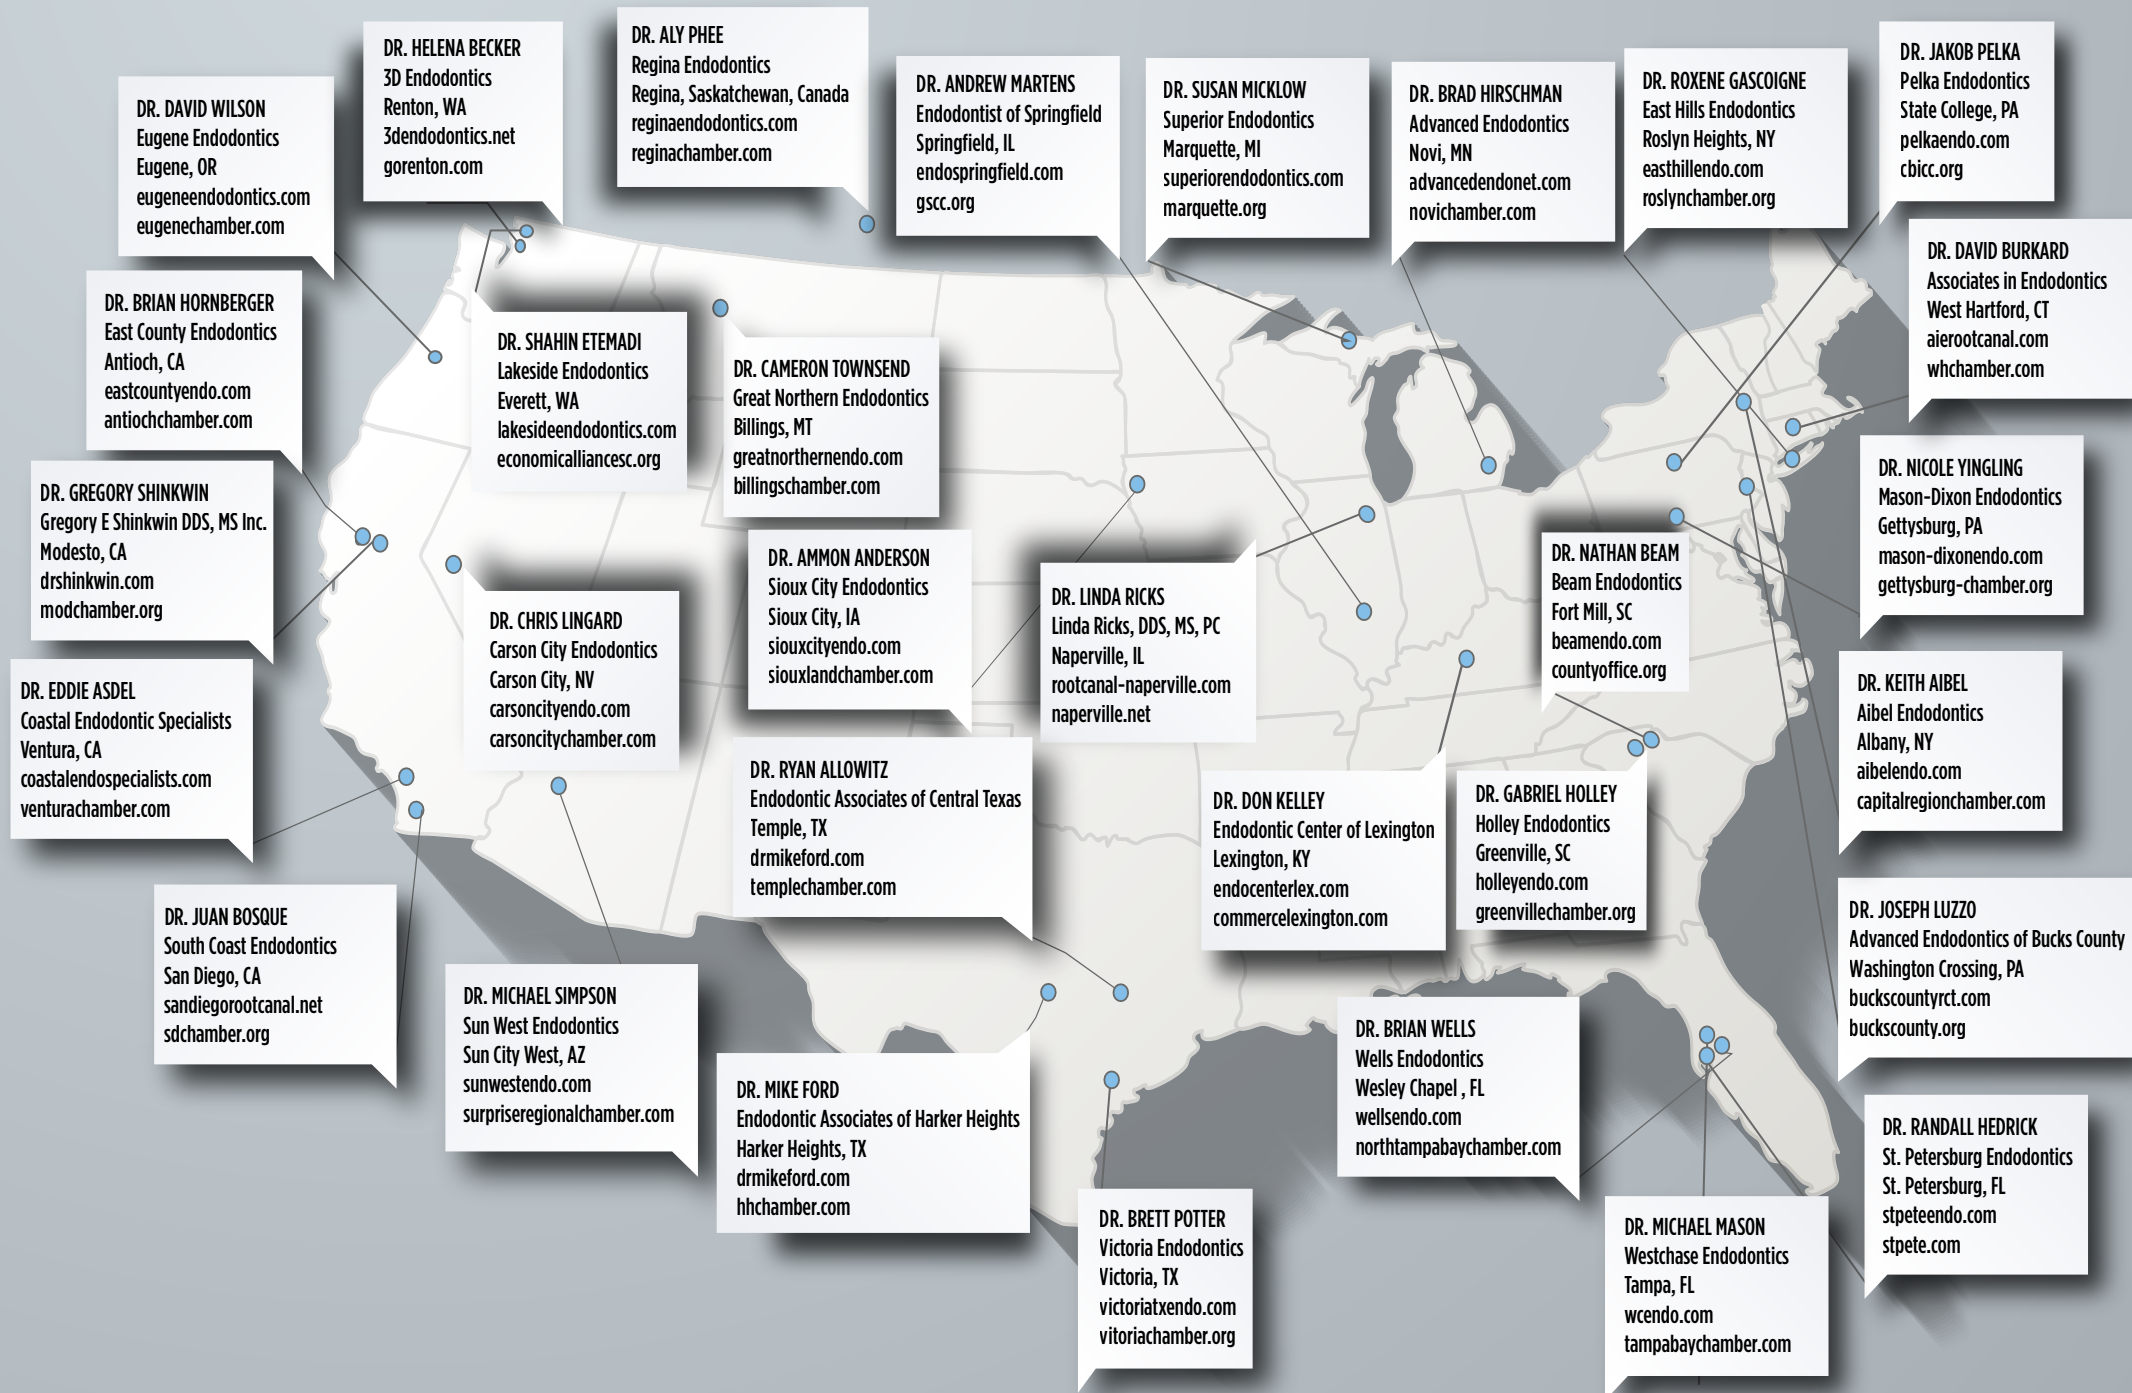 DR. HELENA BECKER
3D Endodontics
Renton, WA
3dendodontics.net
gorenton.com
DR. ALY PHEE
Regina Endodontics
Regina, Saskatchewan, Canada
reginaendodontics.com
reginachamber.com
DR. ANDREW MARTENS
Endodontist of Springfield
Springfield, IL
endospringfield.com
gscc.org
DR. SUSAN MICKLOW
Superior Endodontics
Marquette, MI
superiorendodontics.com
marquette.org
DR. BRAD HIRSCHMAN
Advanced Endodontics
Novi, MN
advancedendonet.com
novichamber.com
DR. ROXENE GASCOIGNE
East Hills Endodontics
Roslyn Heights, NY
easthillendo.com
roslynchamber.org
DR. JAKOB PELKA
Pelka Endodontics
State College, PA
pelkaendo.com
cbicc.org
DR. DAVID WILSON
Eugene Endodontics
Eugene, OR
eugeneendodontics.com
eugenechamber.com
DR. DAVID BURKARD
Associates in Endodontics
West Hartford, CT
aierootcanal.com
whchamber.com
DR. BRIAN HORNBERGER
East County Endodontics
Antioch, CA
eastcountyendo.com
antiochchamber.com
DR. SHAHIN ETEMADI
Lakeside Endodontics
Everett, WA
lakesideendodontics.com
economicalliancesc.org
DR. CAMERON TOWNSEND
Great Northern Endodontics
Billings, MT
greatnorthernendo.com
billingschamber.com
DR. NICOLE YINGLING
Mason-Dixon Endodontics
Gettysburg, PA
mason-dixonendo.com
gettysburg-chamber.org
DR. GREGORY SHINKWIN
Gregory E Shinkwin DDS, MS Inc.
Modesto, CA
drshinkwin.com
modchamber.org
DR. CHRIS LINGARD
Carson City Endodontics
Carson City, NV
carsoncityendo.com
carsoncitychamber.com
DR. AMMON ANDERSON
Sioux City Endodontics
Sioux City, IA
siouxcityendo.com
siouxlandchamber.com
DR. LINDA RICKS
Linda Ricks, DDS, MS, PC
Naperville, IL
rootcanal-naperville.com
naperville.net
DR. NATHAN BEAM
Beam Endodontics
Fort Mill, SC
beamendo.com
countyoffice.org
DR. KEITH AIBEL
Aibel Endodontics
Albany, NY
aibelendo.com
capitalregionchamber.com
DR. EDDIE ASDEL
Coastal Endodontic Specialists
Ventura, CA
coastalendospecialists.com
venturachamber.com
DR. RYAN ALLOWITZ
Endodontic Associates of Central Texas
Temple, TX
drmikeford.com
templechamber.com
DR. DON KELLEY
Endodontic Center of Lexington
Lexington, KY
endocenterlex.com
commercelexington.com
DR. GABRIEL HOLLEY
Holley Endodontics
Greenville, SC
holleyendo.com
greenvillechamber.org
DR. JUAN BOSQUE
South Coast Endodontics
San Diego, CA
sandiegorootcanal.net
sdchamber.org
DR. JOSEPH LUZZO
Advanced Endodontics of Bucks County
Washington Crossing, PA
buckscountyrct.com
buckscounty.org
DR. MICHAEL SIMPSON
Sun West Endodontics
Sun City West, AZ
sunwestendo.com
surpriseregionalchamber.com
DR. MIKE FORD
Endodontic Associates of Harker Heights
Harker Heights, TX
drmikeford.com
hhchamber.com
DR. BRIAN WELLS
Wells Endodontics
Wesley Chapel , FL
wellsendo.com
northtampabaychamber.com
DR. RANDALL HEDRICK
St. Petersburg Endodontics
St. Petersburg, FL
stpeteendo.com
stpete.com
DR. BRETT POTTER
Victoria Endodontics
Victoria, TX
victoriatxendo.com
vitoriachamber.org
DR. MICHAEL MASON
Westchase Endodontics
Tampa, FL
wcendo.com
tampabaychamber.com